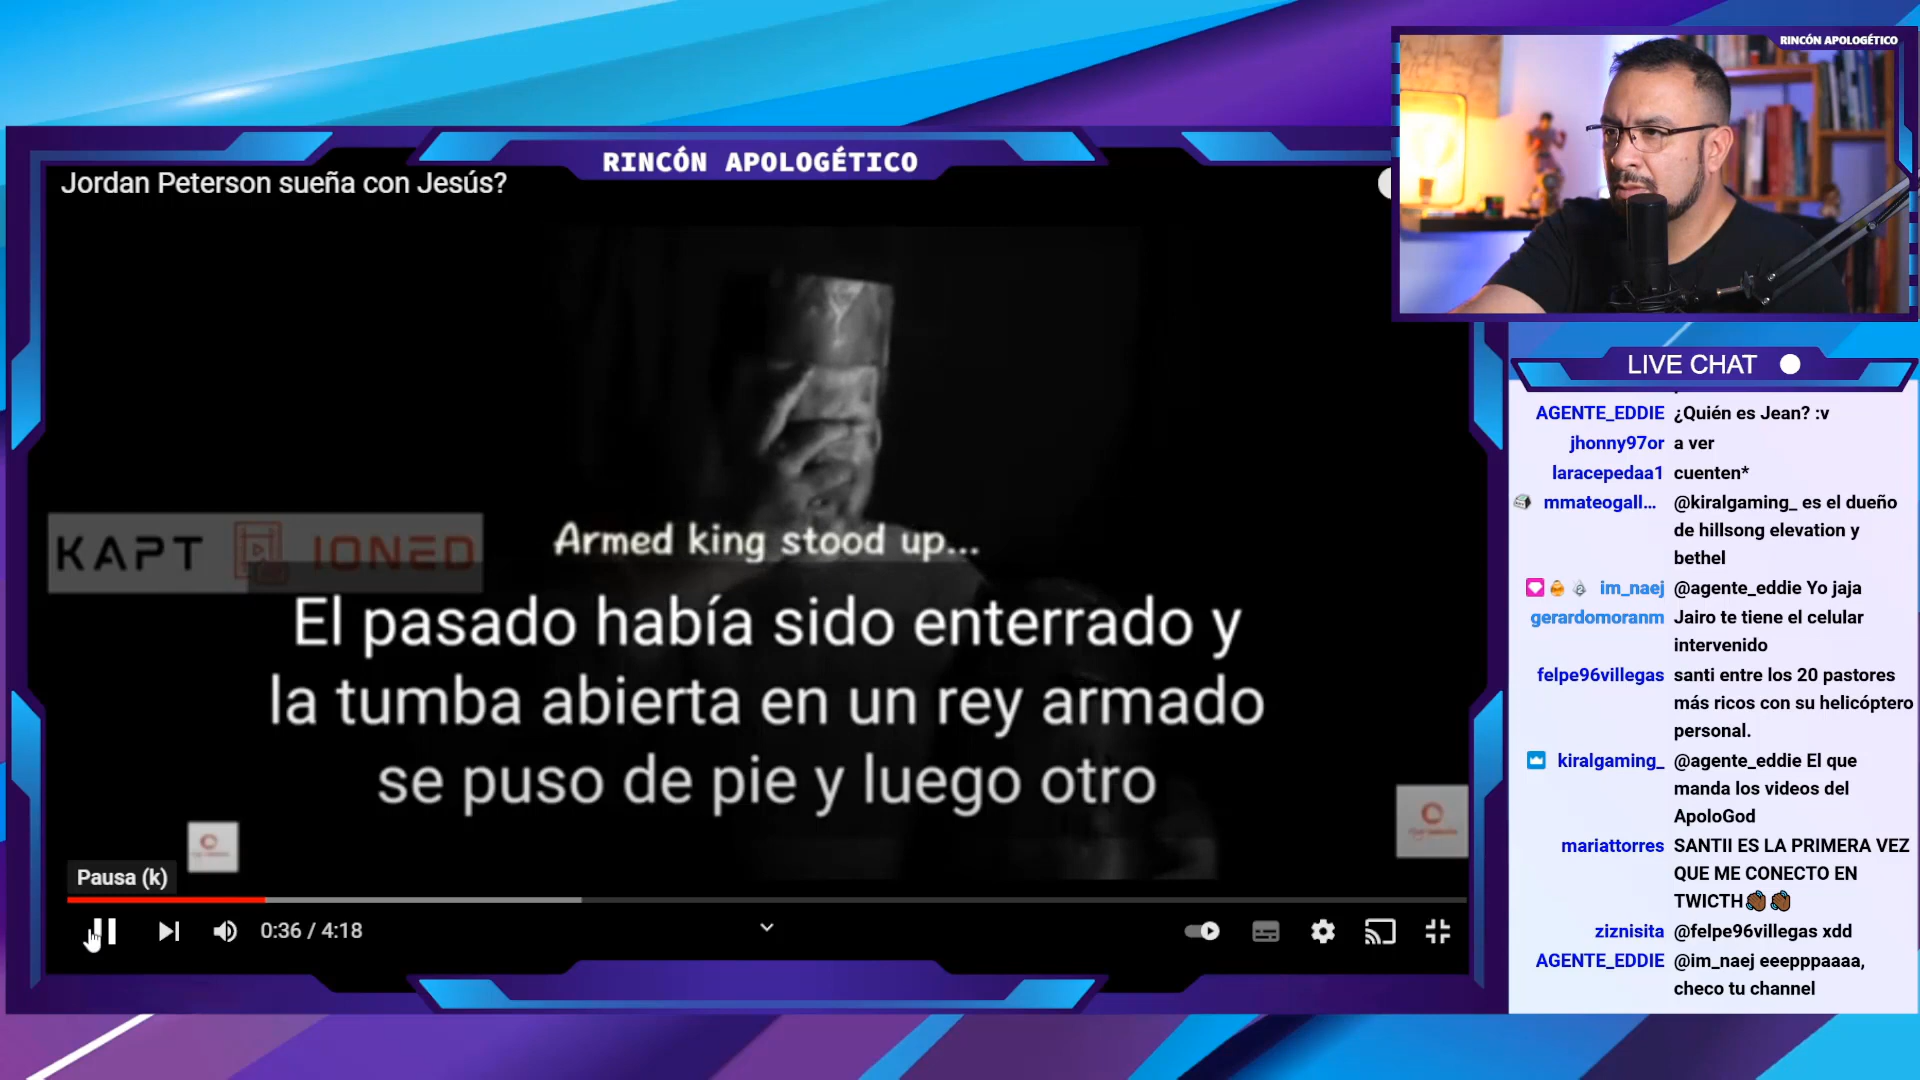 RINCÓN APOLOGÉTICO
RINCÓN APOLOGÉTICO
Jordan Peterson sueña con Jesús?
KAPT IONED
Armed king stood up...
El pasado había sido enterrado y
la tumba abierta en un rey armado
se puso de pie y luego otro
Pausa (k)
0:36 / 4:18
LIVE CHAT
AGENTE_EDDIE ¿Quién es Jean? :v
jhonny97or a ver
laracepedaa1 cuenten*
mmateogall... @kiralgaming_ es el dueño
de hillsong elevation y
bethel
im_naej @agente_eddie Yo jaja
gerardomoranm Jairo te tiene el celular
intervenido
felpe96villegas santi entre los 20 pastores
más ricos con su helicóptero
personal.
kiralgaming_ @agente_eddie El que
manda los videos del
ApoloGod
mariattorres SANTII ES LA PRIMERA VEZ
QUE ME CONECTO EN
TWICTH
ziznisita @felpe96villegas xdd
AGENTE_EDDIE @im_naej eeepppaaaa,
checo tu channel